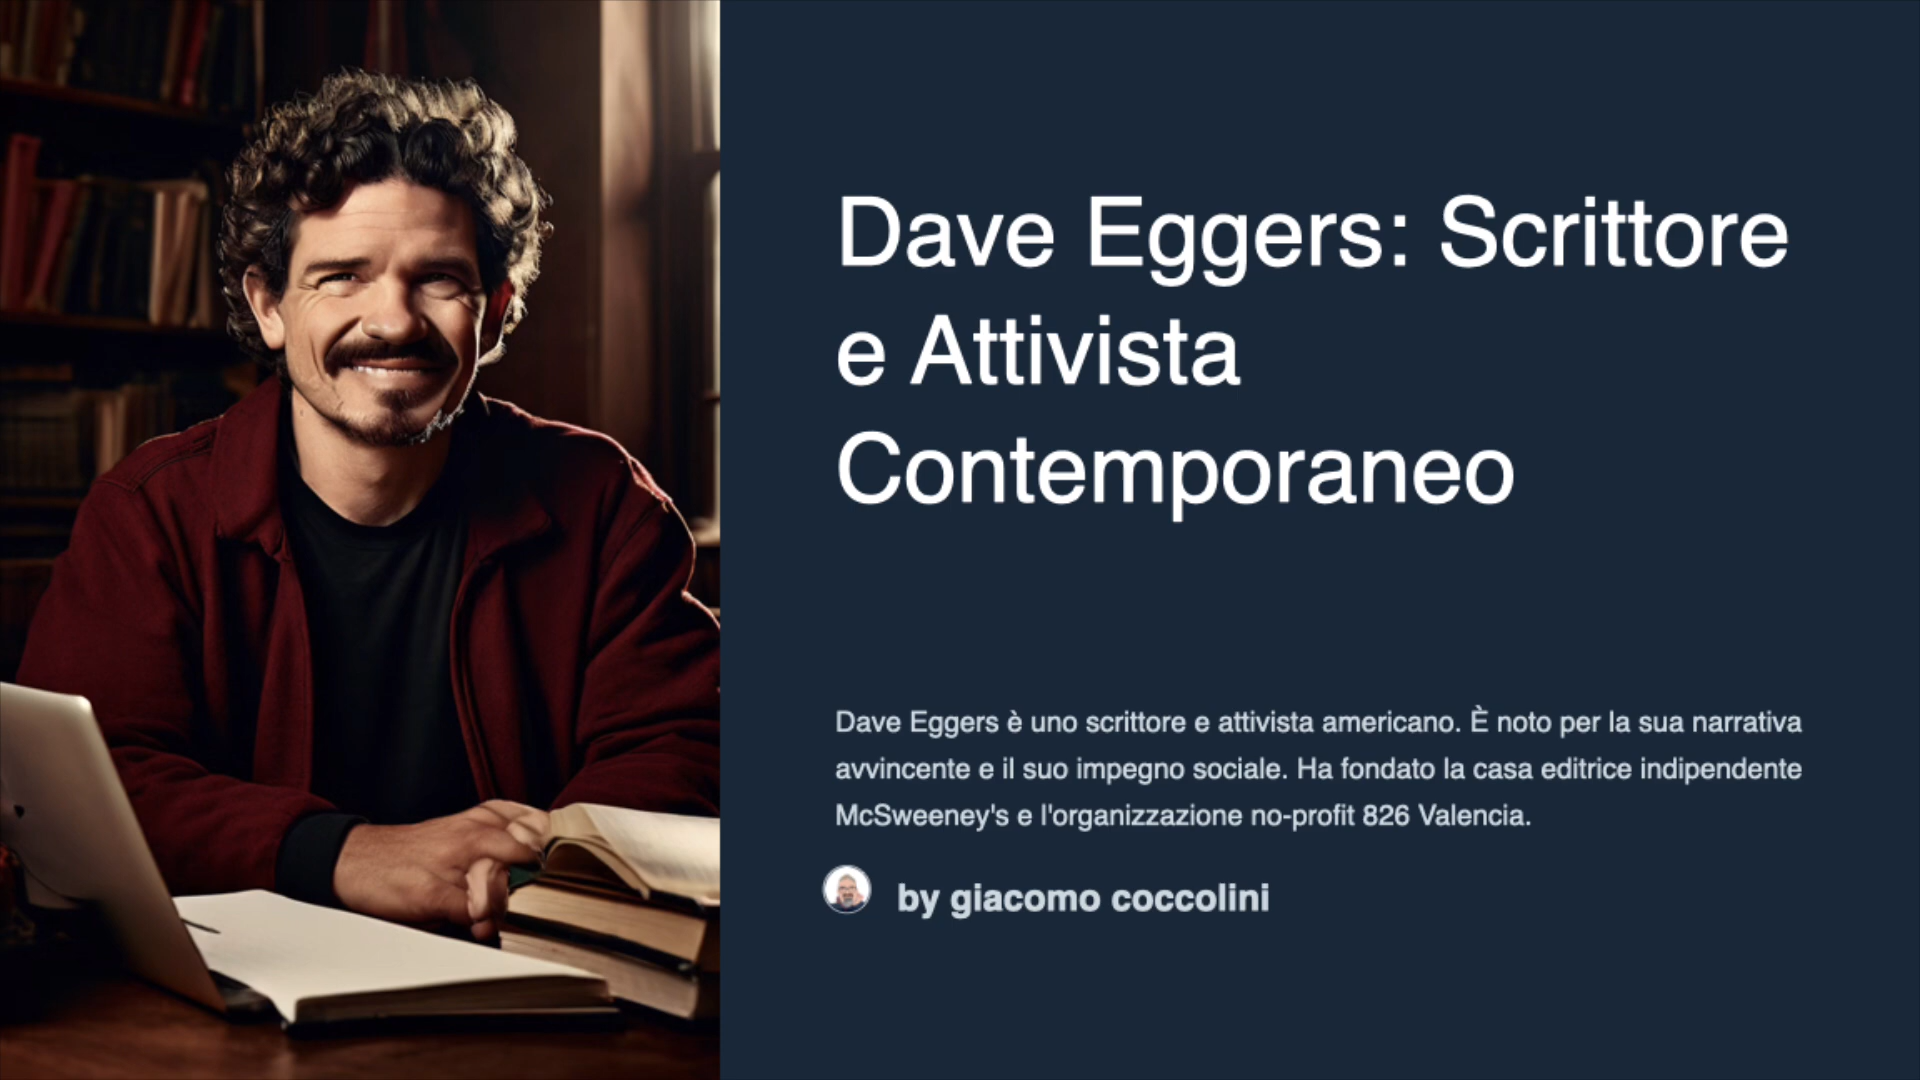 Dave Eggers: Scrittore
e Attivista
Contemporaneo
Dave Eggers è uno scrittore e attivista americano. È noto per la sua narrativa
avvincente e il suo impegno sociale. Ha fondato la casa editrice indipendente
McSweeney's e l'organizzazione no-profit 826 Valencia.
by giacomo coccolini